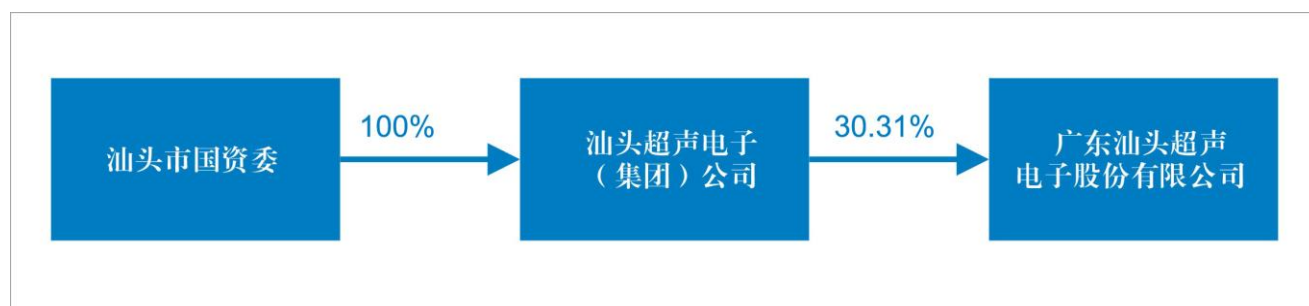 汕头市国资委
100%
汕头超声电子
（集团）公司
30.31%
广东汕头超声
电子股份有限公司